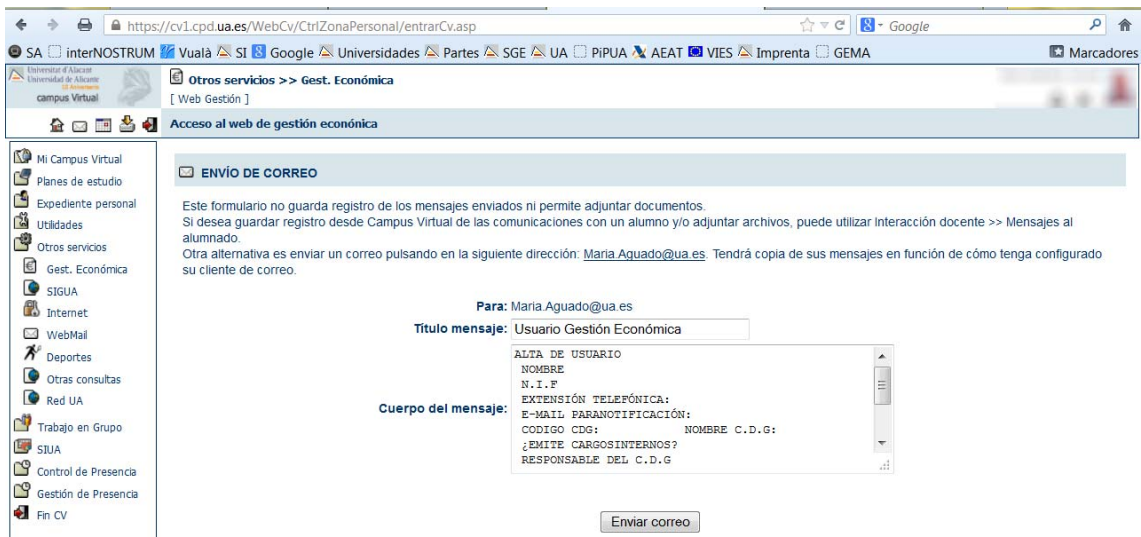 https://cv1.cpd.ua.es/WebCv/CtrlZonaPersonal/entrarCv.asp
Google
SA interNOSTRUM Vualà SI Google Universidades Partes SGE UA PiPUA AEAT VIES Imprenta GEMA Marcadores
Universitat d'Alacant
Universidad de Alicante
campus Virtual
Otros servicios >> Gest. Económica
[ Web Gestión ]
Acceso al web de gestión econónica
Mi Campus Virtual
Planes de estudio
Expediente personal
Utilidades
Otros servicios
Gest. Económica
SIGUA
Internet
WebMail
Deportes
Otras consultas
Red UA
Trabajo en Grupo
SIUA
Control de Presencia
Gestión de Presencia
Fin CV
ENVÍO DE CORREO
Este formulario no guarda registro de los mensajes enviados ni permite adjuntar documentos.
Si desea guardar registro desde Campus Virtual de las comunicaciones con un alumno y/o adjuntar archivos, puede utilizar Interacción docente >> Mensajes al
alumnado.
Otra alternativa es enviar un correo pulsando en la siguiente dirección: Maria.Aguado@ua.es. Tendrá copia de sus mensajes en función de cómo tenga configurado
su cliente de correo.
Para: Maria.Aguado@ua.es
Título mensaje: Usuario Gestión Económica
Cuerpo del mensaje:
ALTA DE USUARIO
NOMBRE
N.I.F
EXTENSIÓN TELEFÓNICA:
E-MAIL PARANOTIFICACIÓN:
CODIGO CDG: NOMBRE C.D.G:
¿EMITE CARGOSINTERNOS?
RESPONSABLE DEL C.D.G
Enviar correo